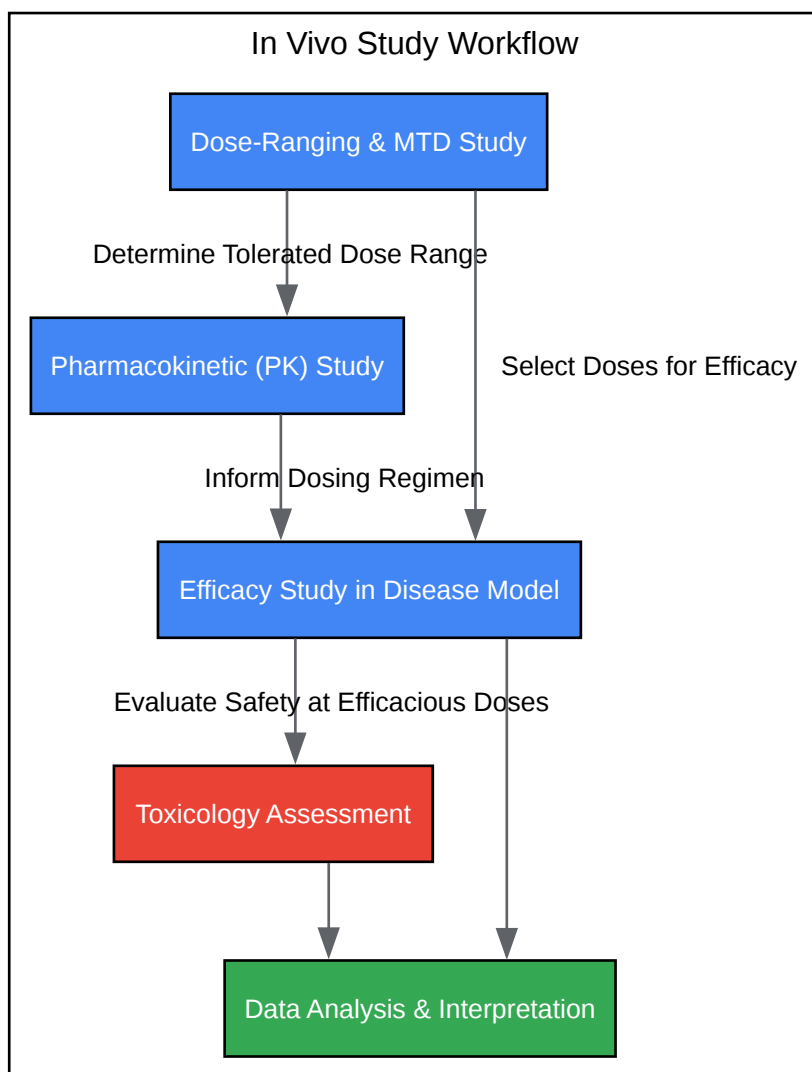 In Vivo Study Workflow
Dose-Ranging & MTD Study
Determine Tolerated Dose Range
Pharmacokinetic (PK) Study
Select Doses for Efficacy
Inform Dosing Regimen
Efficacy Study in Disease Model
Evaluate Safety at Efficacious Doses
Toxicology Assessment
Data Analysis & Interpretation